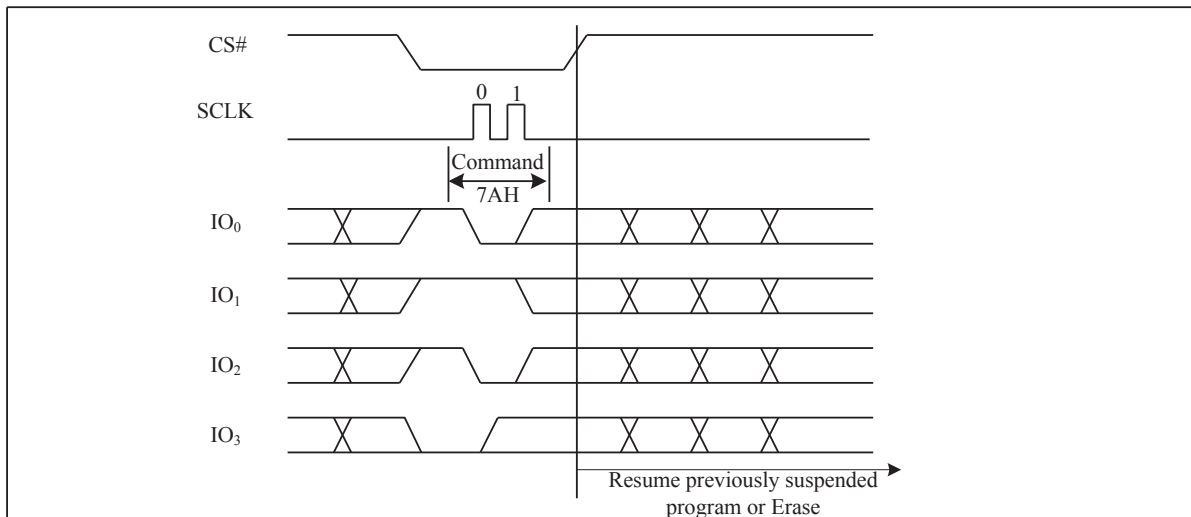 CS#
SCLK
0 1
Command
7AH
IO₀
IO₁
IO₂
IO₃
Resume previously suspended
program or Erase